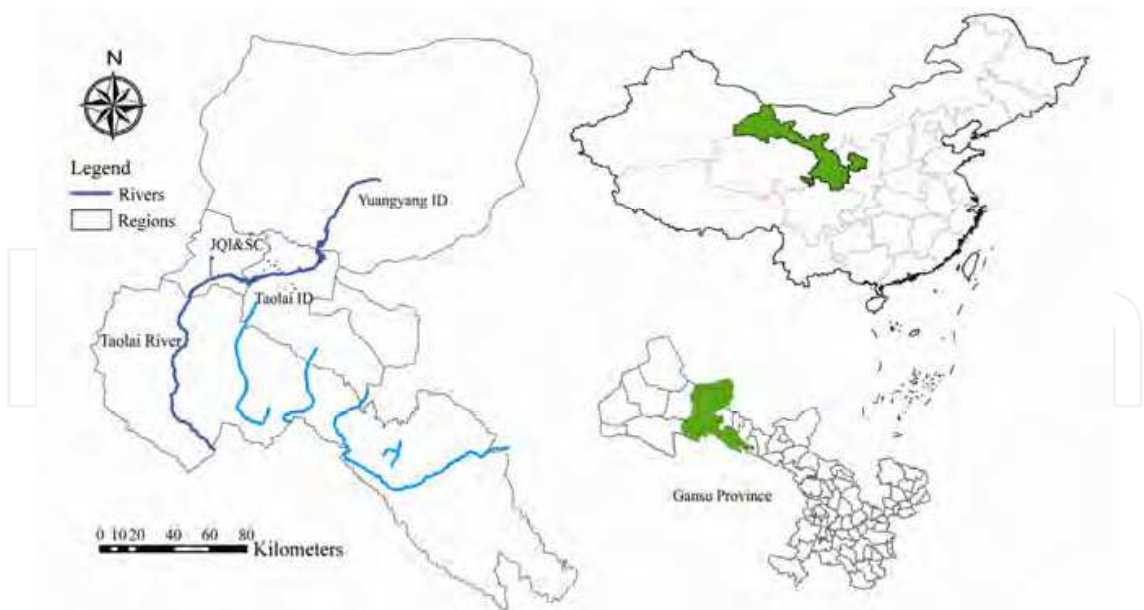 N
Legend
Rivers
Regions
Yuangyang ID
JQI&SC
Taolai ID
Taolai River
0 10 20 40 60 80
Kilometers
Gansu Province